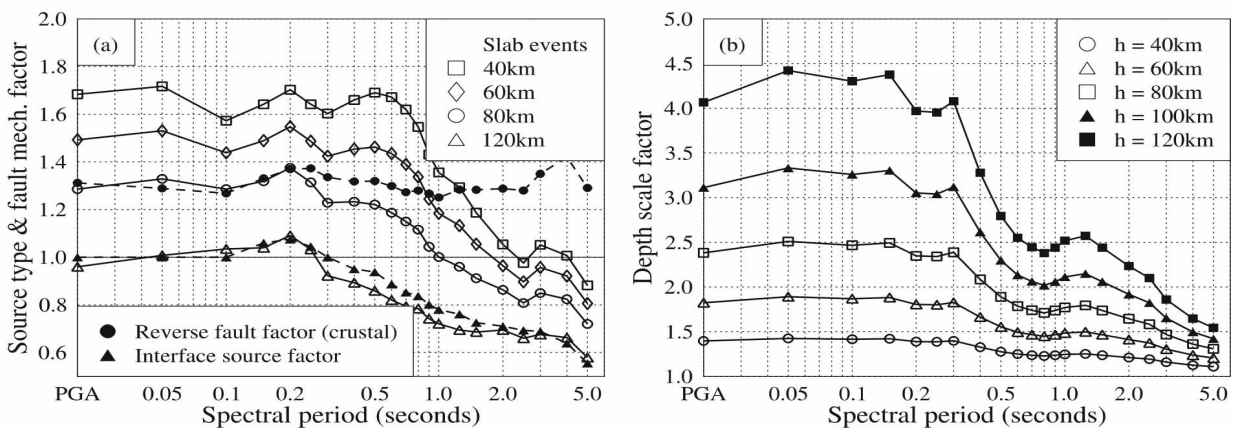 (a)
Slab events
40km
60km
80km
120km
Reverse fault factor (crustal)
Interface source factor
Source type & fault mech. factor
2.0
1.8
1.6
1.4
1.2
1.0
0.8
0.6
PGA 0.05 0.1 0.2 0.5 1.0 2.0 5.0
Spectral period (seconds)
(b)
h = 40km
h = 60km
h = 80km
h = 100km
h = 120km
Depth scale factor
5.0
4.5
4.0
3.5
3.0
2.5
2.0
1.5
1.0
PGA 0.05 0.1 0.2 0.5 1.0 2.0 5.0
Spectral period (seconds)